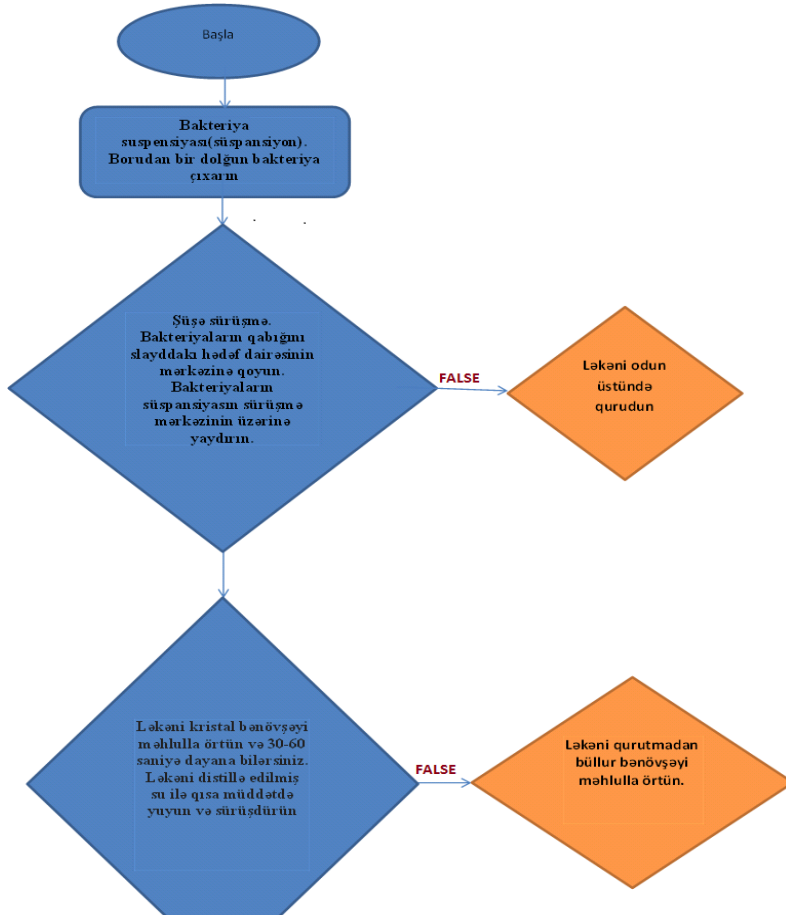 Başla
Bakteriya
suspensiyası(süspansiyon).
Borudan bir dolğun bakteriya
çıxarın
Şüşə sürüşmə.
Bakteriyaların qabığını
slayddakı hədəf dairəsinin
mərkəzinə qoyun.
Bakteriyaların
süspansiyasın sürüşmə
mərkəzinin üzərinə
yaydırın.
FALSE
Ləkəni odun
üstündə
qurudun
Ləkəni kristal bənövşəyi
məhlulla örtün və 30-60
saniyə dayana bilərsiniz.
Ləkəni distillə edilmiş
su ilə qısa müddətdə
yuyun və sürüşdürün
FALSE
Ləkəni qurutmadan
büllur bənövşəyi
məhlulla örtün.